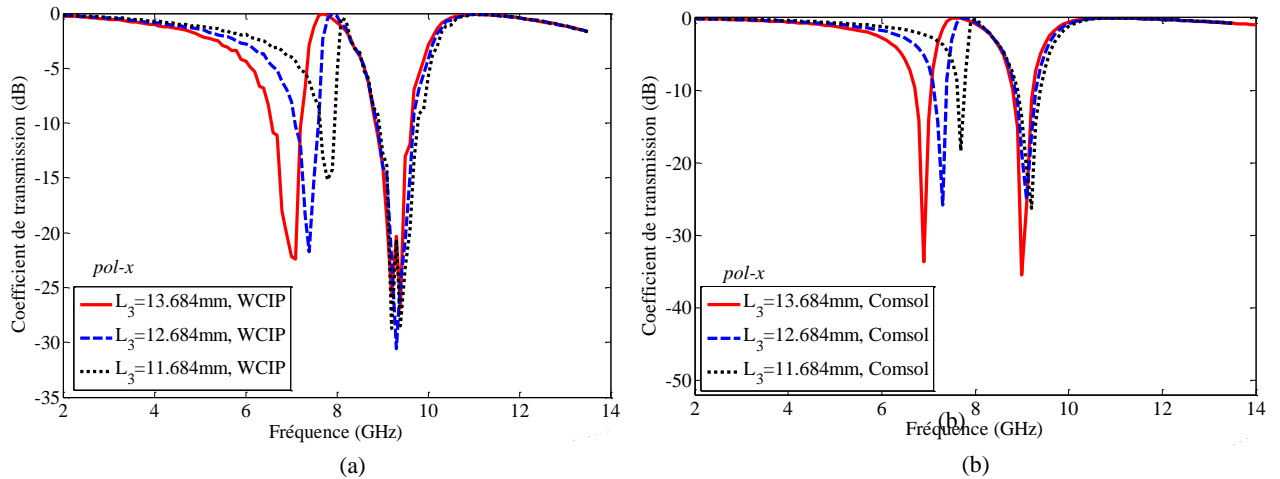 0
-5
-10
-15
-20
-25
-30
-35
Coefficient de transmission (dB)
pol-x
L3=13.684mm, WCIP
L3=12.684mm, WCIP
L3=11.684mm, WCIP
2 4 6 8 10 12 14
Fréquence (GHz)
(a)
0
-10
-20
-30
-40
-50
Coefficient de transmission (dB)
pol-x
L3=13.684mm, Comsol
L3=12.684mm, Comsol
L3=11.684mm, Comsol
2 4 6 8 10 12 14
Fréquence (GHz)
(b)
(b)